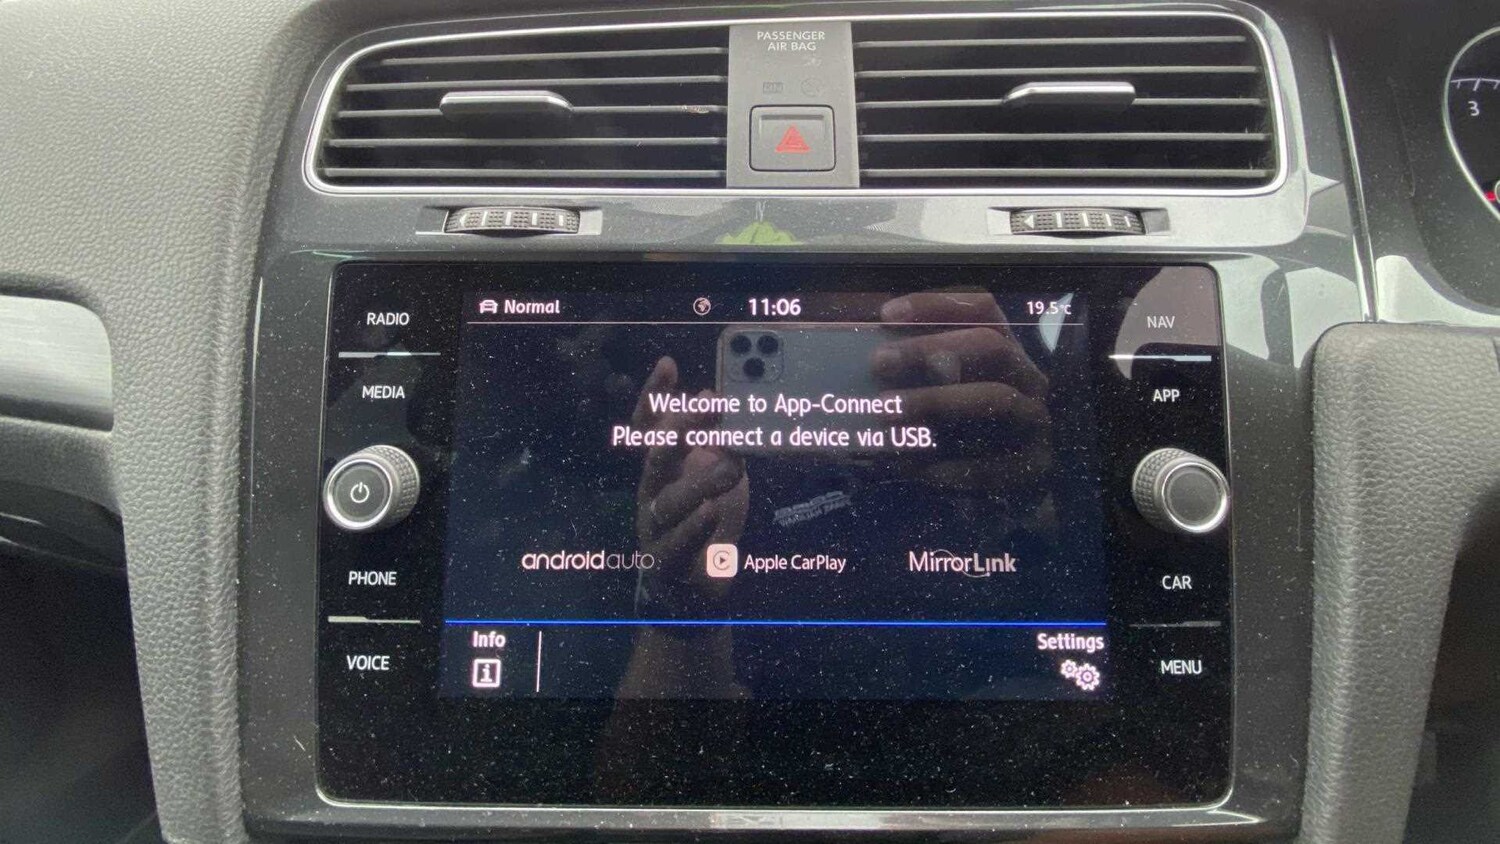 PASSENGER
AIR BAG
3
RADIO
MEDIA
PHONE
VOICE
Normal
11:06
19.5°C
Welcome to App-Connect
Please connect a device via USB.
androidauto
Apple CarPlay
MirrorLink
Info
Settings
NAV
APP
CAR
MENU